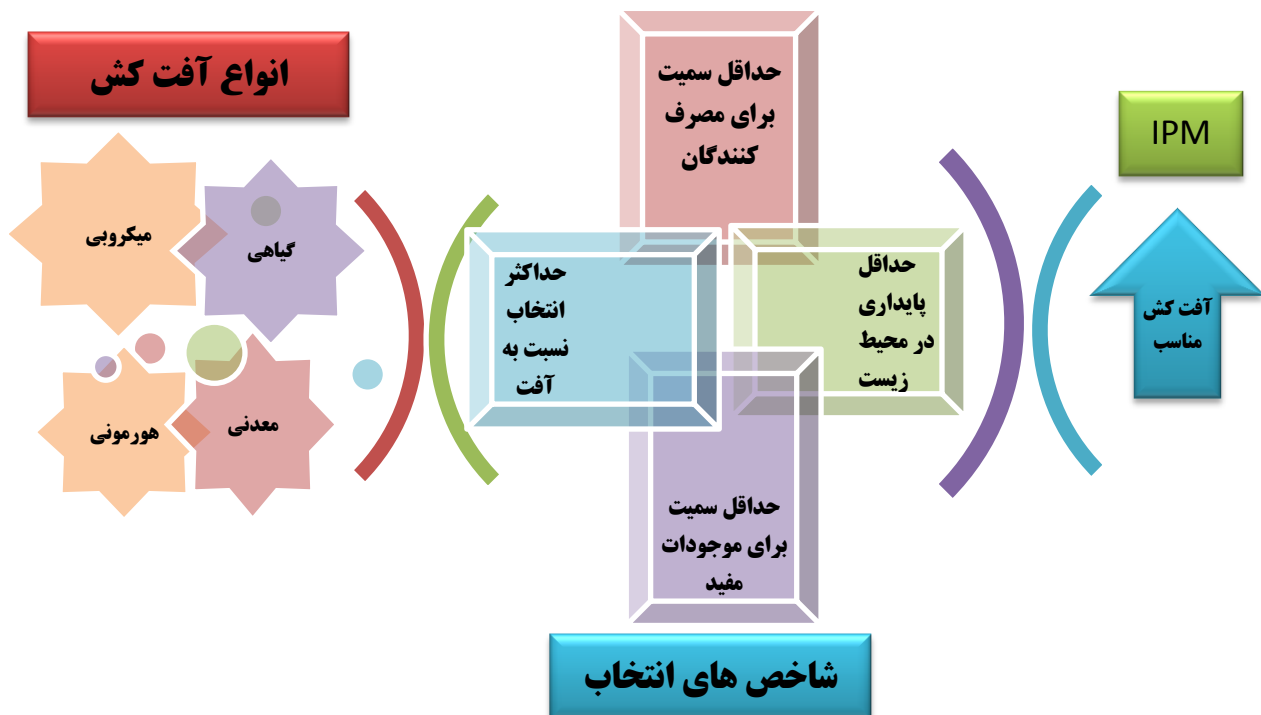 انواع آفت کش
میکروبی
گیاهی
هورمونی
معدنی
حداقل سمیت
برای مصرف
کنندگان
حداکثر
انتخاب
نسبت به
آفت
حداقل
پایداری
در محیط
زیست
حداقل سمیت
برای موجودات
مفید
شاخص های انتخاب
IPM
آفت کش
مناسب